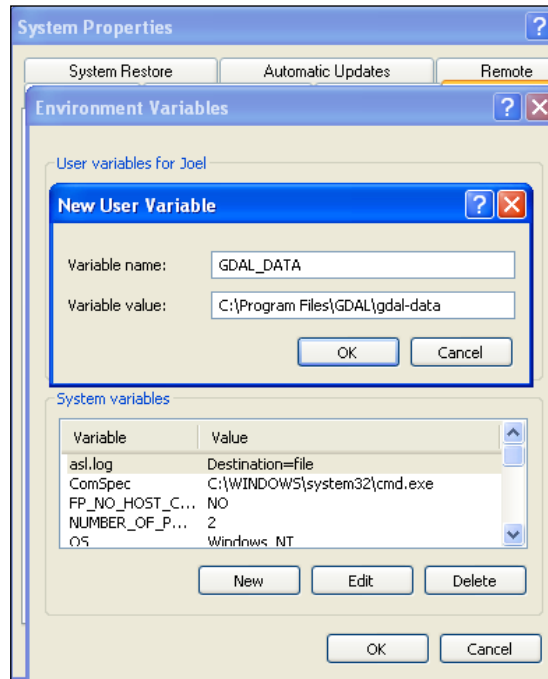 System Properties
System Restore Automatic Updates Remote
Environment Variables
User variables for Joel
New User Variable
Variable name: GDAL_DATA
Variable value: C:\Program Files\GDAL\gdal-data
OK Cancel
System variables
Variable Value
asl.log Destination=file
ComSpec C:\WINDOWS\system32\cmd.exe
FP_NO_HOST_C... NO
NUMBER_OF_P... 2
OS Windows_NT
New Edit Delete
OK Cancel